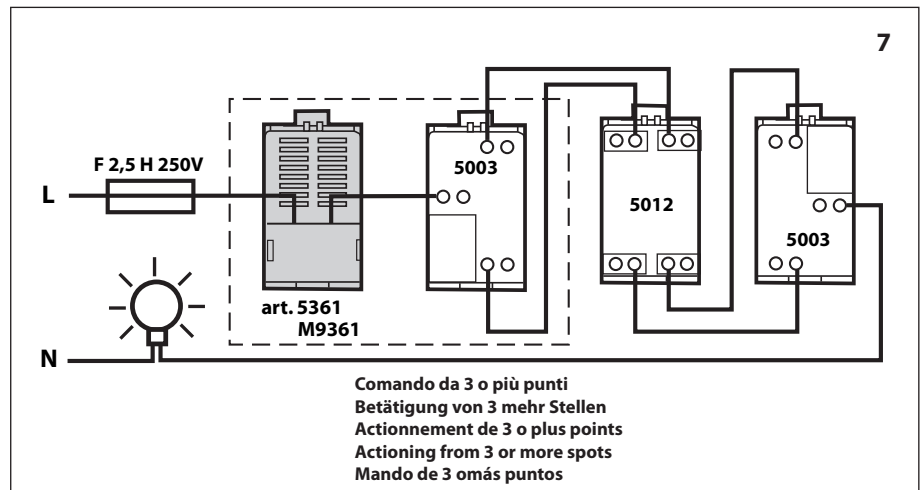 7
F 2,5 H 250V
L
5003
5012
5003
art. 5361
M9361
N
Comando da 3 o più punti
Betätigung von 3 mehr Stellen
Actionnement de 3 o plus points
Actioning from 3 or more spots
Mando de 3 omás puntos